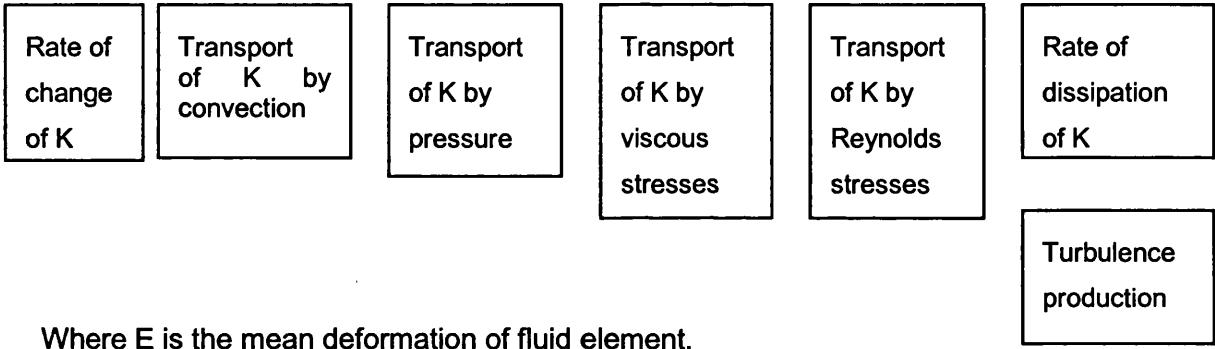 Rate of
change
of K
Transport
of K by
convection
Transport
of K by
pressure
Transport
of K by
viscous
stresses
Transport
of K by
Reynolds
stresses
Rate of
dissipation
of K
Turbulence
production
Where E is the mean deformation of fluid element.